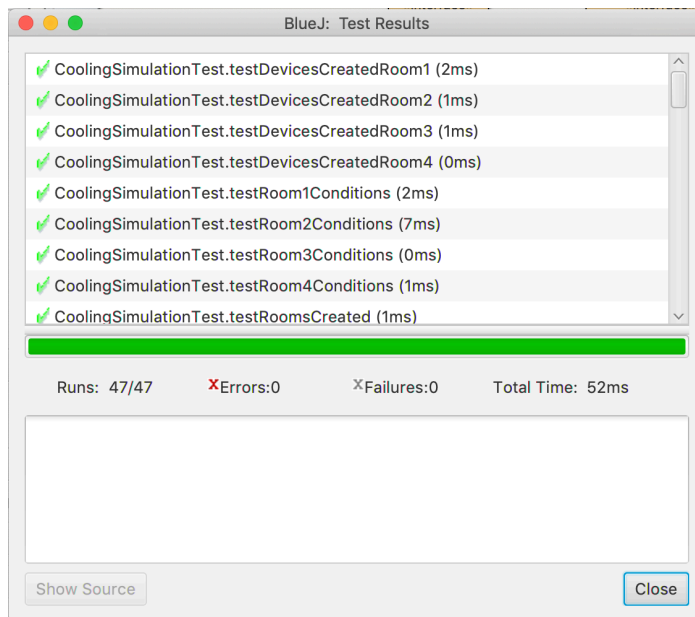 BlueJ: Test Results
CoolingSimulationTest.testDevicesCreatedRoom1 (2ms)
CoolingSimulationTest.testDevicesCreatedRoom2 (1ms)
CoolingSimulationTest.testDevicesCreatedRoom3 (1ms)
CoolingSimulationTest.testDevicesCreatedRoom4 (0ms)
CoolingSimulationTest.testRoom1Conditions (2ms)
CoolingSimulationTest.testRoom2Conditions (7ms)
CoolingSimulationTest.testRoom3Conditions (0ms)
CoolingSimulationTest.testRoom4Conditions (1ms)
CoolingSimulationTest.testRoomsCreated (1ms)
Runs: 47/47 XErrors:0 XFailures:0 Total Time: 52ms
Show Source Close